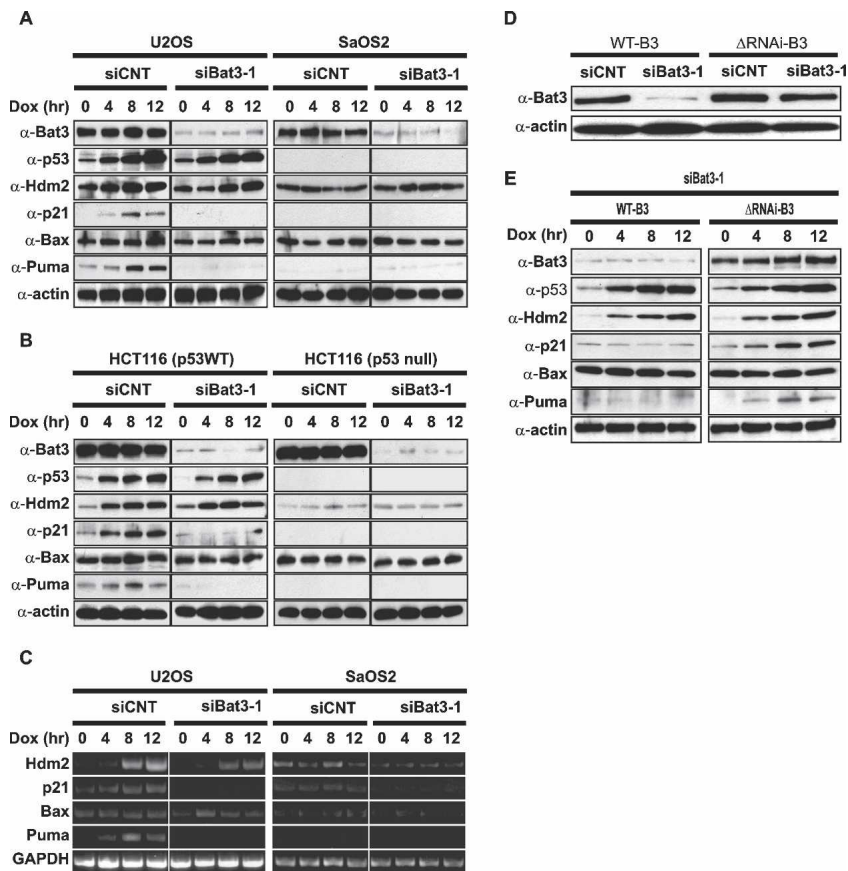 A
U2OS SaOS2
siCNT siBat3-1 siCNT siBat3-1
Dox (hr) 0 4 8 12 0 4 8 12 0 4 8 12 0 4 8 12
α-Bat3
α-p53
α-Hdm2
α-p21
α-Bax
α-Puma
α-actin
B
HCT116 (p53WT) HCT116 (p53 null)
siCNT siBat3-1 siCNT siBat3-1
Dox (hr) 0 4 8 12 0 4 8 12 0 4 8 12 0 4 8 12
α-Bat3
α-p53
α-Hdm2
α-p21
α-Bax
α-Puma
α-actin
C
U2OS SaOS2
siCNT siBat3-1 siCNT siBat3-1
Dox (hr) 0 4 8 12 0 4 8 12 0 4 8 12 0 4 8 12
Hdm2
p21
Bax
Puma
GAPDH
D
WT-B3 ΔRNAi-B3
siCNT siBat3-1 siCNT siBat3-1
α-Bat3
α-actin
E
siBat3-1
WT-B3 ΔRNAi-B3
Dox (hr) 0 4 8 12 0 4 8 12
α-Bat3
α-p53
α-Hdm2
α-p21
α-Bax
α-Puma
α-actin